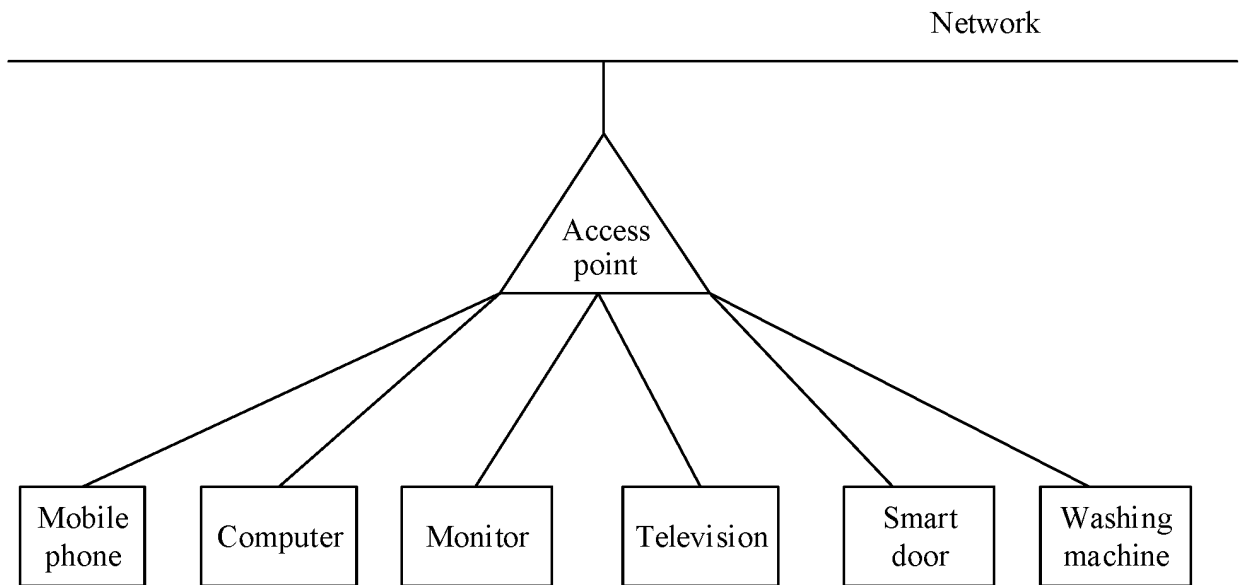 Network
Access
point
Mobile
phone
Computer
Monitor
Television
Smart
door
Washing
machine